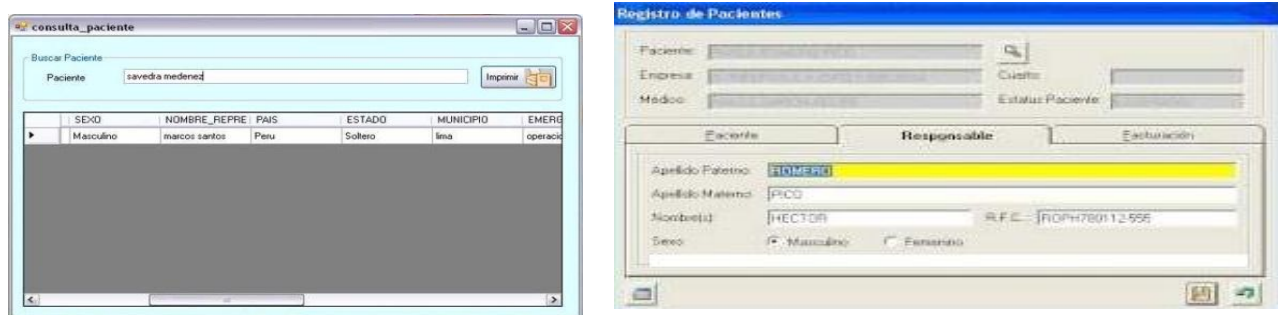 consulta_paciente
Buscar Paciente
Paciente savedra medenez Imprimir
SEXO NOMBRE_REPRE PAIS ESTADO MUNICIPIO EMERG
Masculino marcos santos Peru Soltero lima operacio
Registro de Pacientes
Paciente:
Empresa: Cuarto:
Médico: Estatus Paciente:
Paciente Responsable Facturación
Apellido Paterno: ROMERO
Apellido Materno: PICO
Nombre(s): HECTOR R.F.C.: ROPH780112-555
Sexo: Masculino Femenino